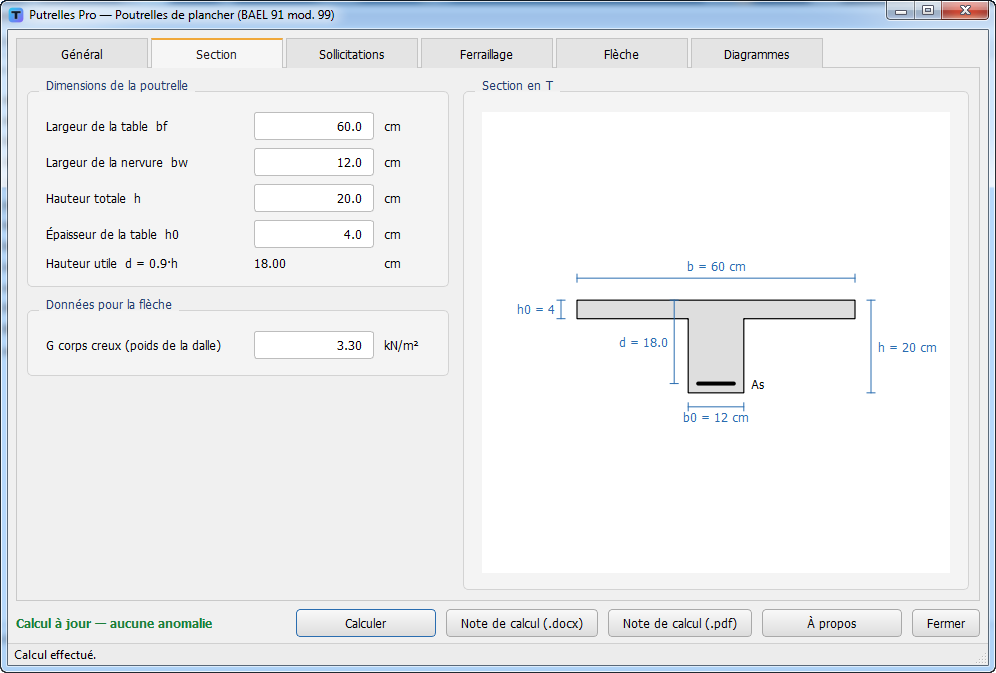 Putrelles Pro — Poutrelles de plancher (BAEL 91 mod. 99)
Général
Section
Sollicitations
Ferraillage
Flèche
Diagrammes
Dimensions de la poutrelle
Largeur de la table bf 60.0 cm
Largeur de la nervure bw 12.0 cm
Hauteur totale h 20.0 cm
Épaisseur de la table h0 4.0 cm
Hauteur utile d = 0.9·h 18.00 cm
Données pour la flèche
G corps creux (poids de la dalle) 3.30 kN/m²
Section en T
b = 60 cm
h0 = 4
d = 18.0
h = 20 cm
As
b0 = 12 cm
Calcul à jour — aucune anomalie
Calculer
Note de calcul (.docx)
Note de calcul (.pdf)
À propos
Fermer
Calcul effectué.